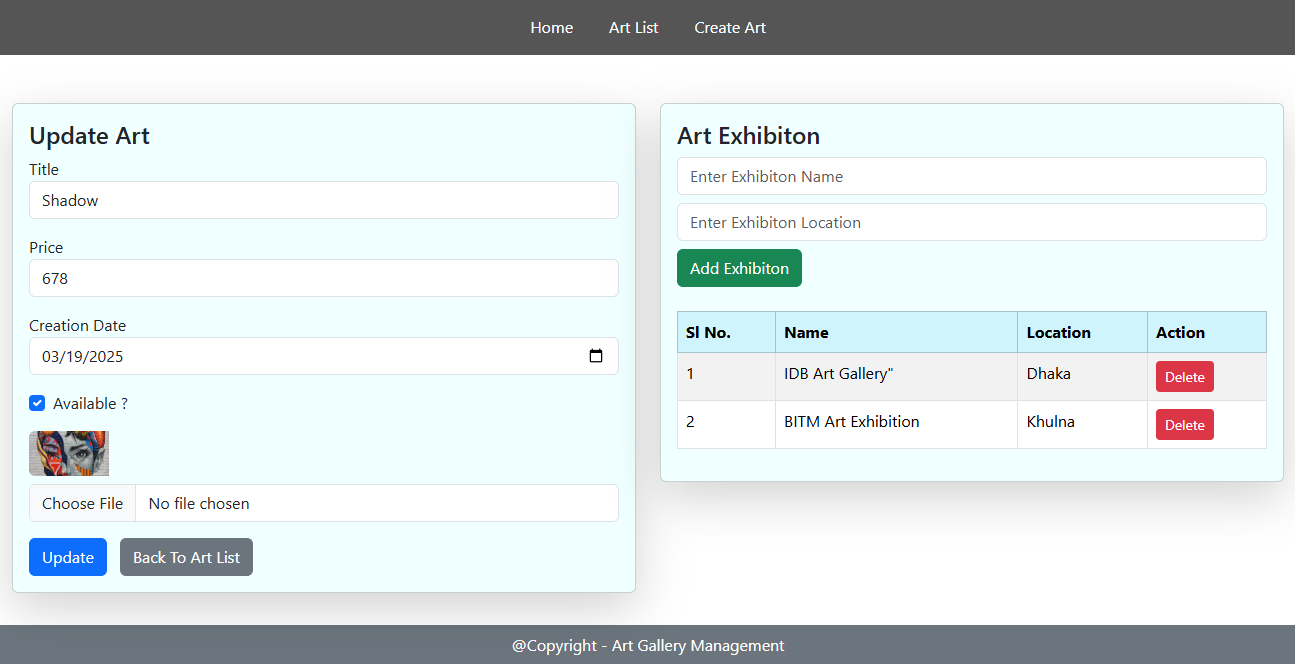 Home Art List Create Art
Update Art
Title
Shadow
Price
678
Creation Date
03/19/2025
Available ?
Choose File No file chosen
Update Back To Art List
Art Exhibiton
Enter Exhibiton Name
Enter Exhibiton Location
Add Exhibiton
Sl No. Name Location Action
1 IDB Art Gallery" Dhaka Delete
2 BITM Art Exhibition Khulna Delete
@Copyright - Art Gallery Management